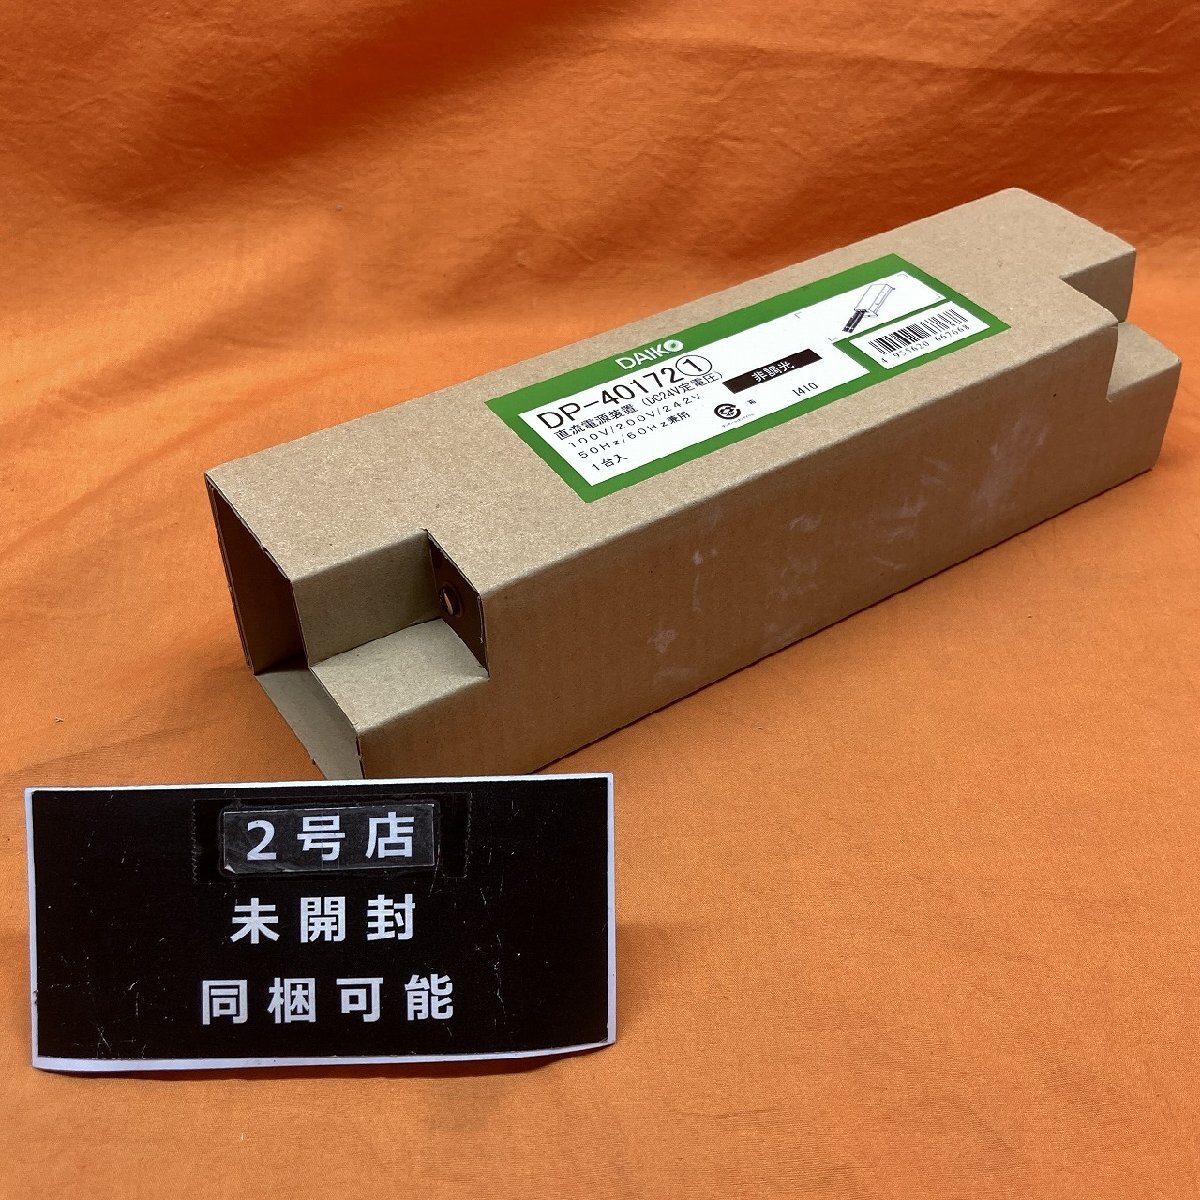 DAIKO
DP-40172①
直流電源装置 (DC24V定電圧)
100V/200V/242V
50Hz/60Hz兼用
1台入
非調光
I410
2号店
未開封
同梱可能